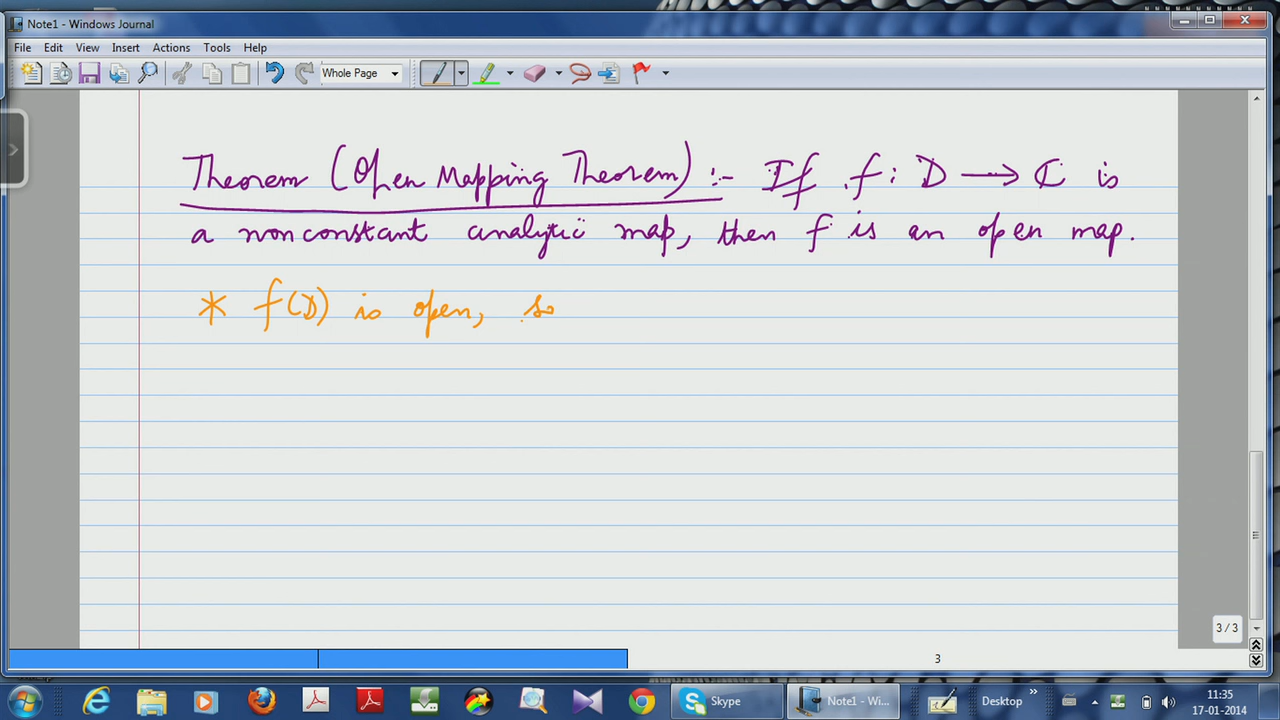 Note1 - Windows Journal
File Edit View Insert Actions Tools Help
Whole Page
Theorem (Open Mapping Theorem) :- If f : D → ℂ is
a nonconstant analytic map, then f is an open map.
* f(D) is open, so
3 / 3
3
Skype
Note1 - Wi...
Desktop
11:35
17-01-2014